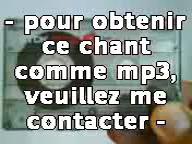 - pour obtenir
ce chant
comme mp3,
veuillez me
contacter -